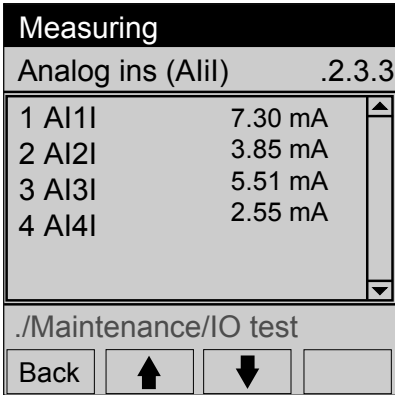 Measuring
Analog ins (AIiI) .2.3.3
1 AI1I 7.30 mA
2 AI2I 3.85 mA
3 AI3I 5.51 mA
4 AI4I 2.55 mA
./Maintenance/IO test
Back